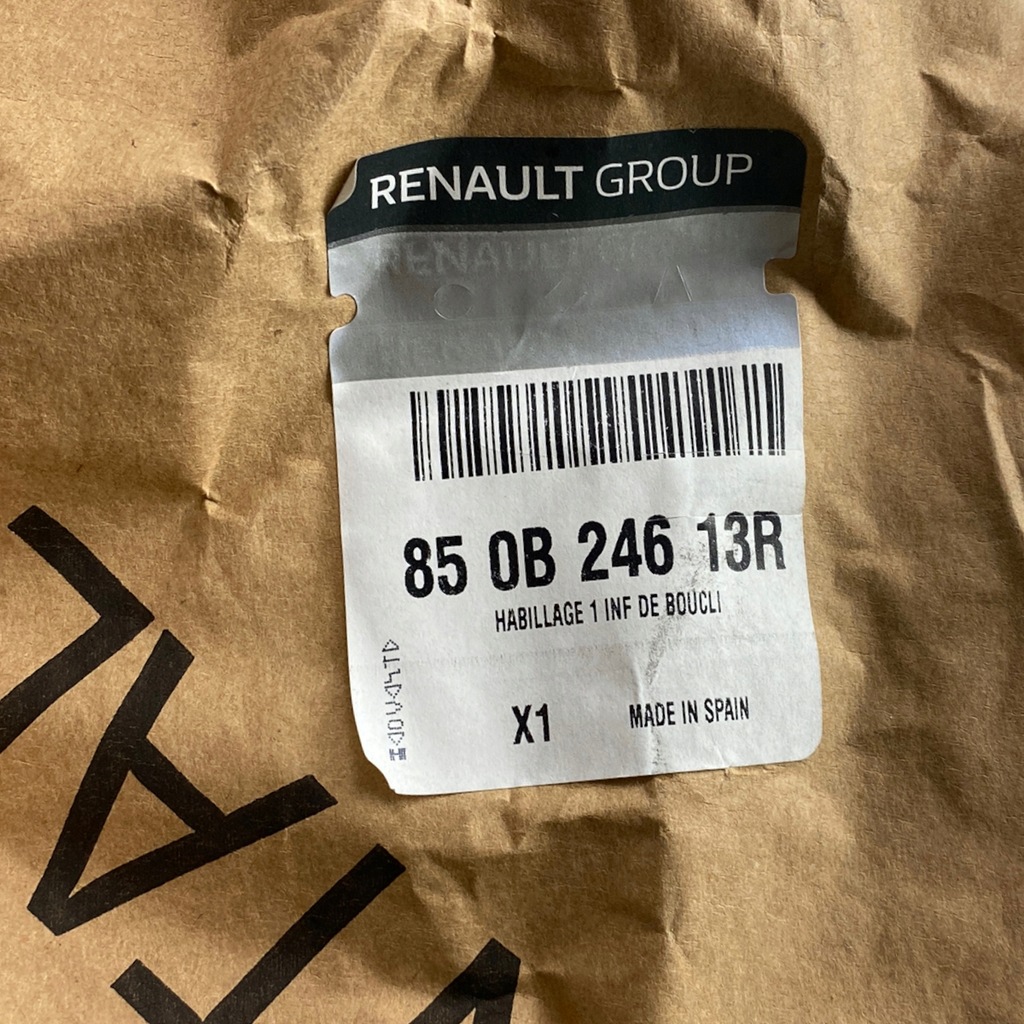 RENAULT GROUP
85 0B 246 13R
HABILLAGE 1 INF DE BOUCLI
X1 MADE IN SPAIN